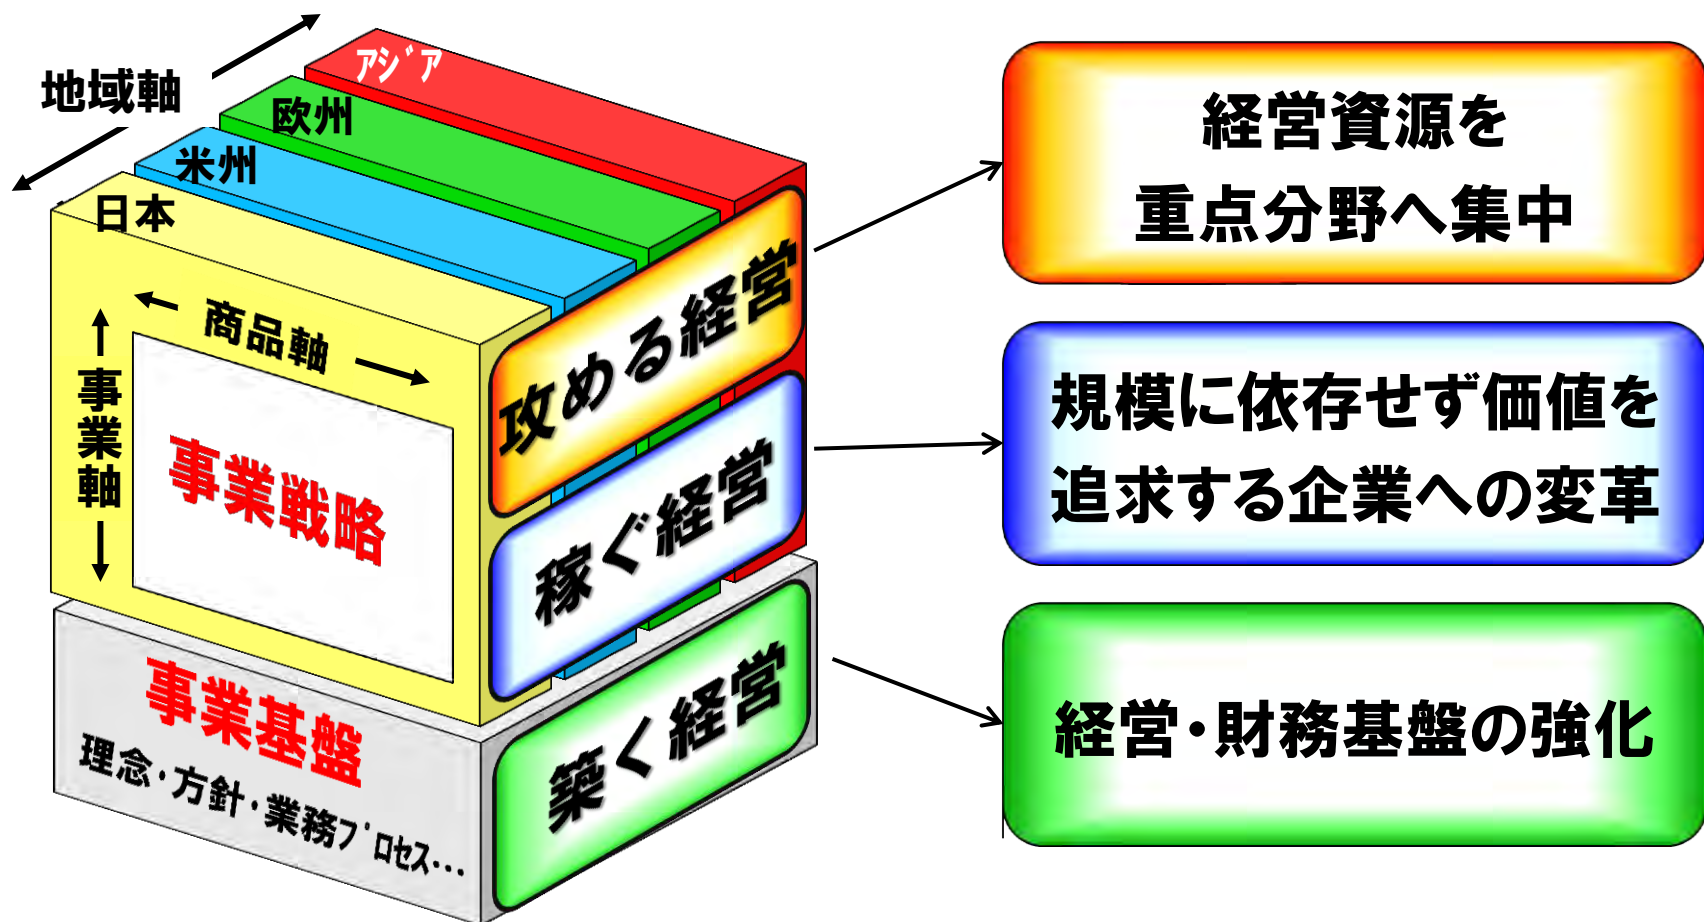 地域軸
アジア
欧州
米州
日本
商品軸
事業軸
事業戦略
攻める経営
稼ぐ経営
築く経営
事業基盤
理念・方針・業務プロセス・・・
経営資源を
重点分野へ集中
規模に依存せず価値を
追求する企業への変革
経営・財務基盤の強化